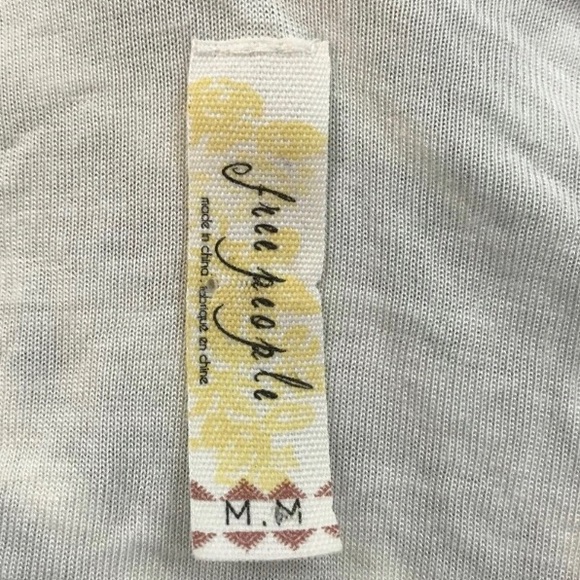 free people
made in china . fabriqué en chine
M.M